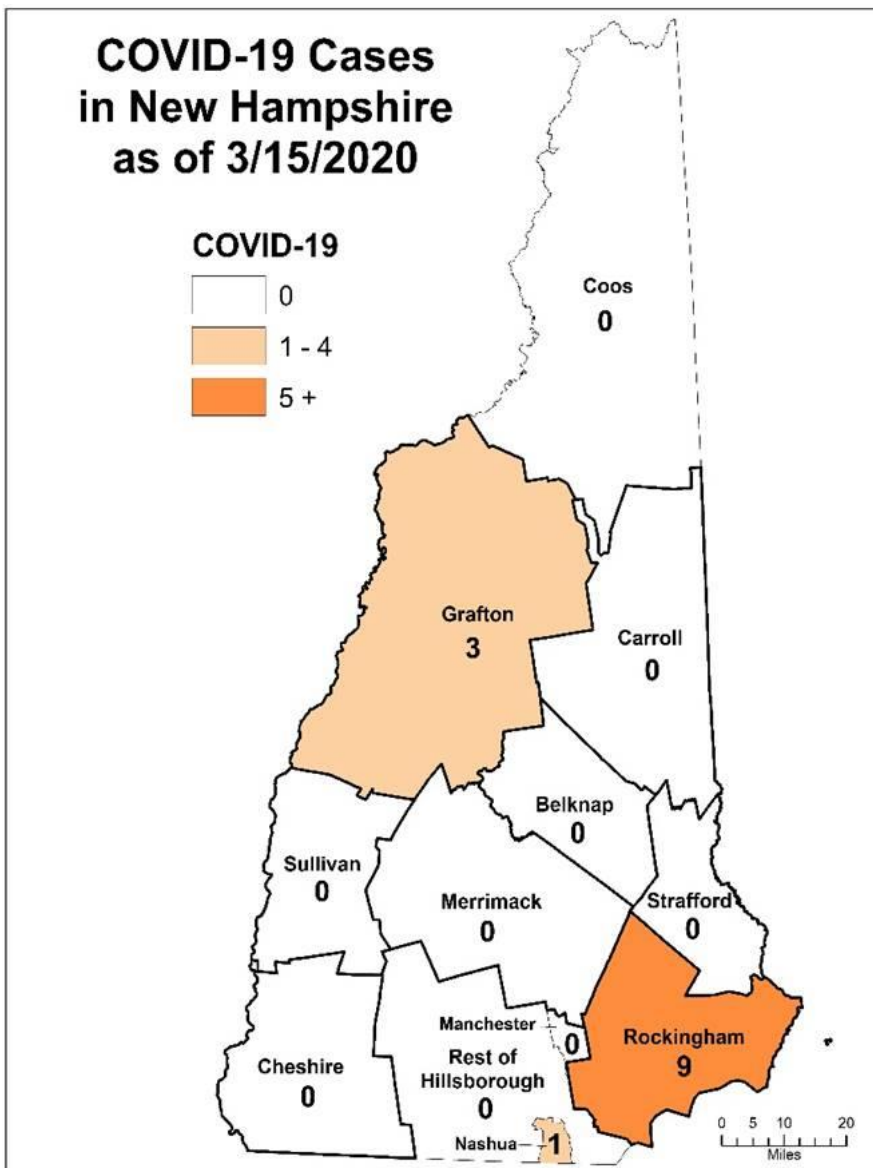 COVID-19 Cases
in New Hampshire
as of 3/15/2020
COVID-19
0
1 - 4
5 +
Coos
0
Grafton
3
Carroll
0
Belknap
0
Sullivan
0
Merrimack
0
Strafford
0
Manchester
0
Rockingham
9
Cheshire
0
Rest of
Hillsborough
0
Nashua
1
0 5 10 20
Miles